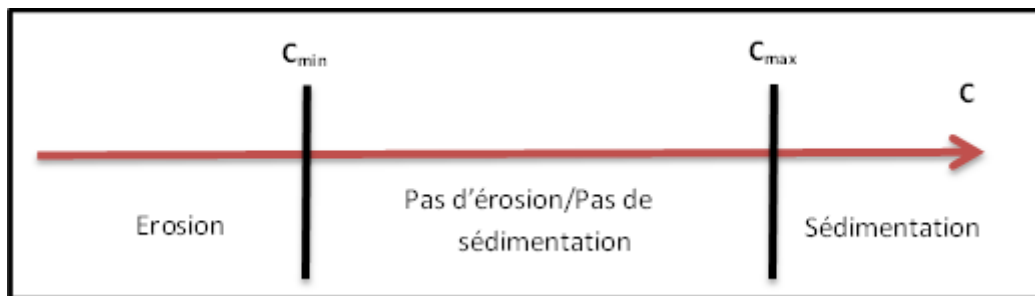 Cmin
Cmax
C
Erosion
Pas d'érosion/Pas de
sédimentation
Sédimentation